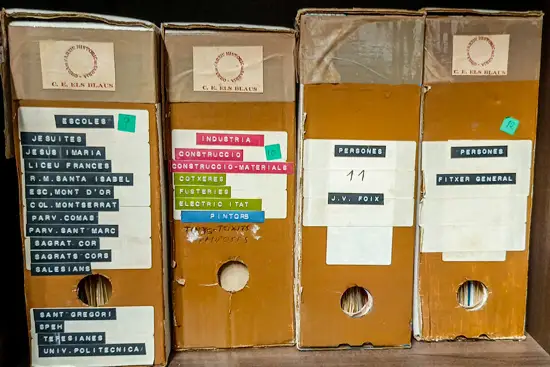 C. E. ELS BLAUS
ESCOLES
9
JESUITES
JESUS I MARIA
LICEU FRANCES
R.M. SANTA ISABEL
ESC, MONT D'OR
COL. MONTSERRAT
PARV. COMAS
PARV. SANT MARC
SAGRAT COR
SAGRATS CORS
SALESIANS
SANT GREGORI
SPEH
TERESIANES
UNIV. POLITECNICA
C. E. ELS BLAUS
INDUSTRIA
CONSTRUCCIO
CONSTRUCCIO-MATERIALS
COTXERES
FUSTERIES
ELECTRICITAT
PINTORS
PERSONES
11
J.V. FOIX
C. E. ELS BLAUS
12
PERSONES
FITXER GENERAL